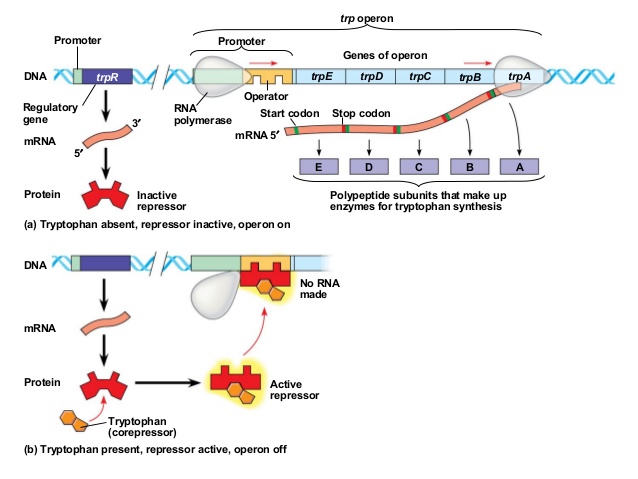 trp operon
Promoter
Promoter
Genes of operon
DNA
trpR
trpE
trpD
trpC
trpB
trpA
Operator
Regulatory
gene
RNA
polymerase
Start codon
Stop codon
3′
mRNA
5′
mRNA 5′
E
D
C
B
A
Protein
Inactive
repressor
Polypeptide subunits that make up
enzymes for tryptophan synthesis
(a) Tryptophan absent, repressor inactive, operon on
DNA
No RNA
made
mRNA
Protein
Active
repressor
Tryptophan
(corepressor)
(b) Tryptophan present, repressor active, operon off